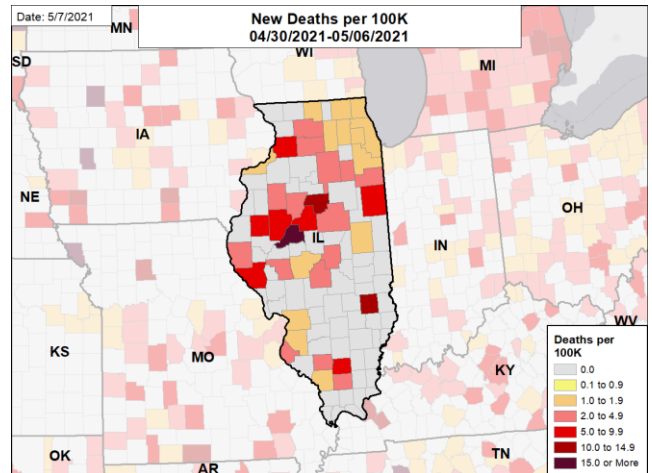 Date: 5/7/2021
New Deaths per 100K
04/30/2021-05/06/2021
MN
WI
SD
MI
IA
NE
OH
IL
IN
WV
KS
MO
KY
OK
AR
TN
Deaths per
100K
0.0
0.1 to 0.9
1.0 to 1.9
2.0 to 4.9
5.0 to 9.9
10.0 to 14.9
15.0 or More